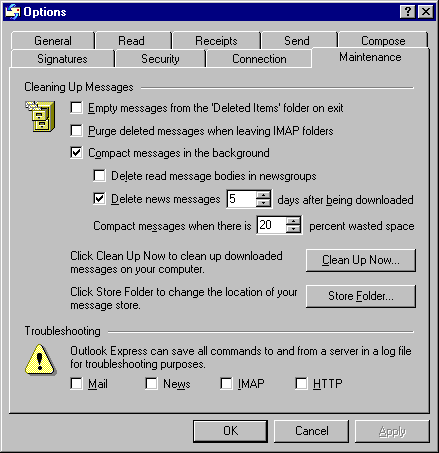 Options
General Read Receipts Send Compose
Signatures Security Connection Maintenance
Cleaning Up Messages
Empty messages from the 'Deleted Items' folder on exit
Purge deleted messages when leaving IMAP folders
Compact messages in the background
Delete read message bodies in newsgroups
Delete news messages 5 days after being downloaded
Compact messages when there is 20 percent wasted space
Click Clean Up Now to clean up downloaded
messages on your computer.
Clean Up Now...
Click Store Folder to change the location of your
message store.
Store Folder...
Troubleshooting
Outlook Express can save all commands to and from a server in a log file
for troubleshooting purposes.
Mail News IMAP HTTP
OK Cancel Apply